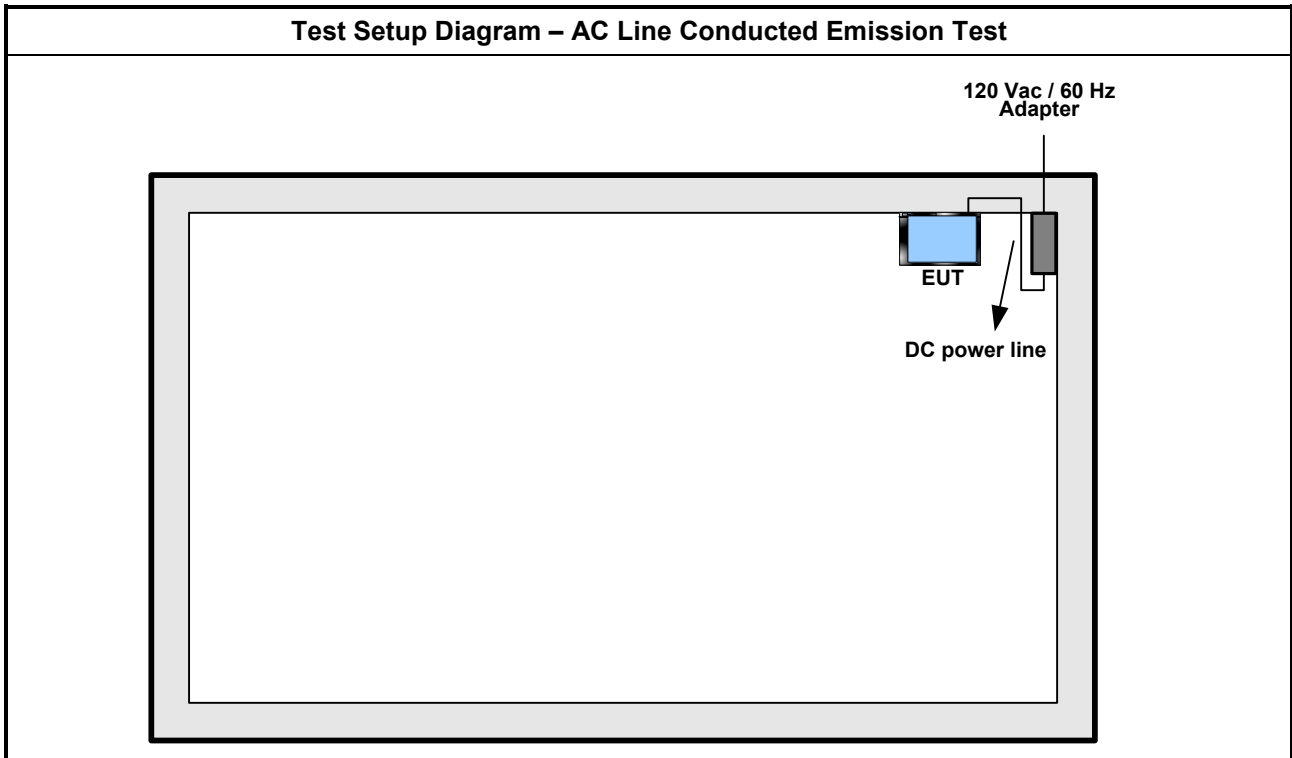 Test Setup Diagram – AC Line Conducted Emission Test
120 Vac / 60 Hz
Adapter
EUT
DC power line